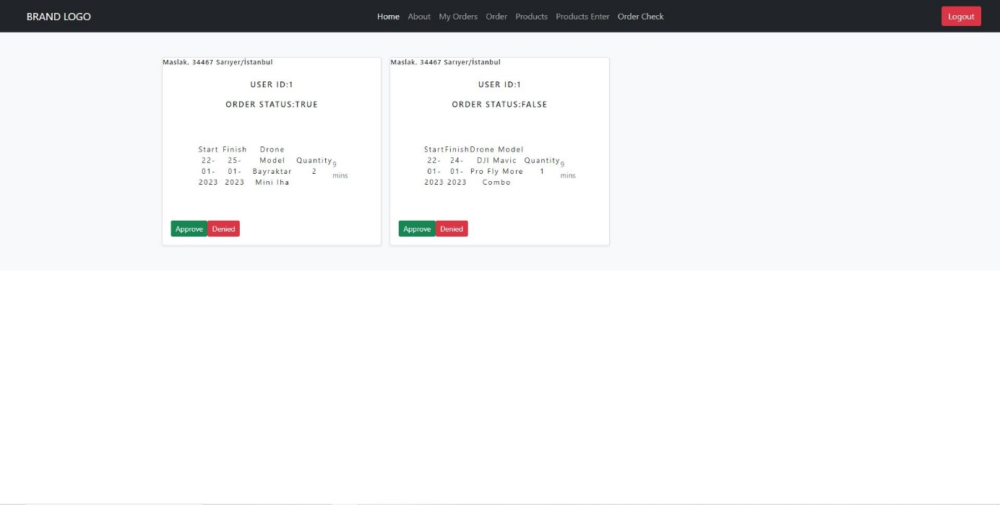 BRAND LOGO Home About My Orders Order Products Products Enter Order Check Logout
Maslak, 34467 Sarıyer/İstanbul
USER ID:1
ORDER STATUS:TRUE
Start Finish Drone
22- 25- Model Quantity
9
01- 01- Bayraktar 2
mins
2023 2023 Mini Iha
Approve Denied
Maslak, 34467 Sarıyer/İstanbul
USER ID:1
ORDER STATUS:FALSE
Start Finish Drone Model
22- 24- DJI Mavic Quantity
9
01- 01- Pro Fly More 1
mins
2023 2023 Combo
Approve Denied